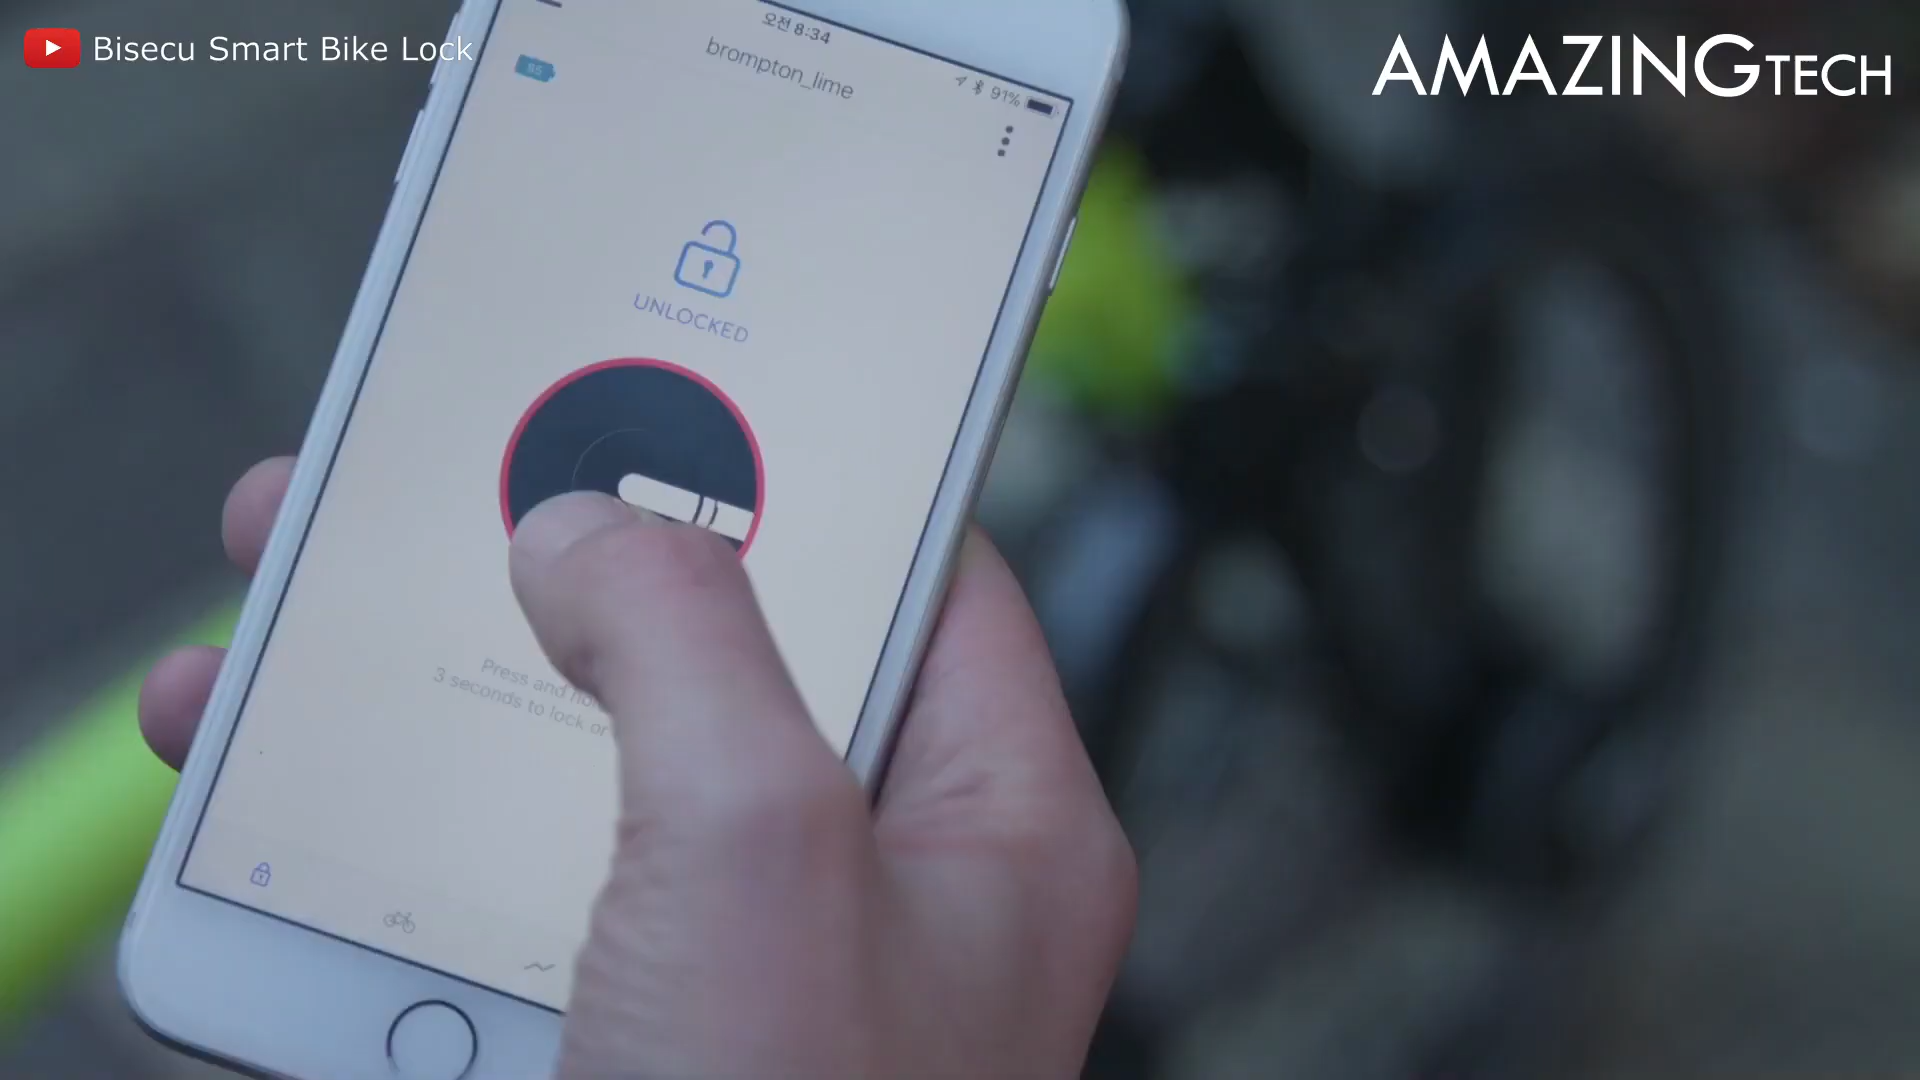 Bisecu Smart Bike Lock
AMAZINGTECH
오전 8:34
91%
85
brompton_lime
UNLOCKED
Press and
3 seconds to lock or